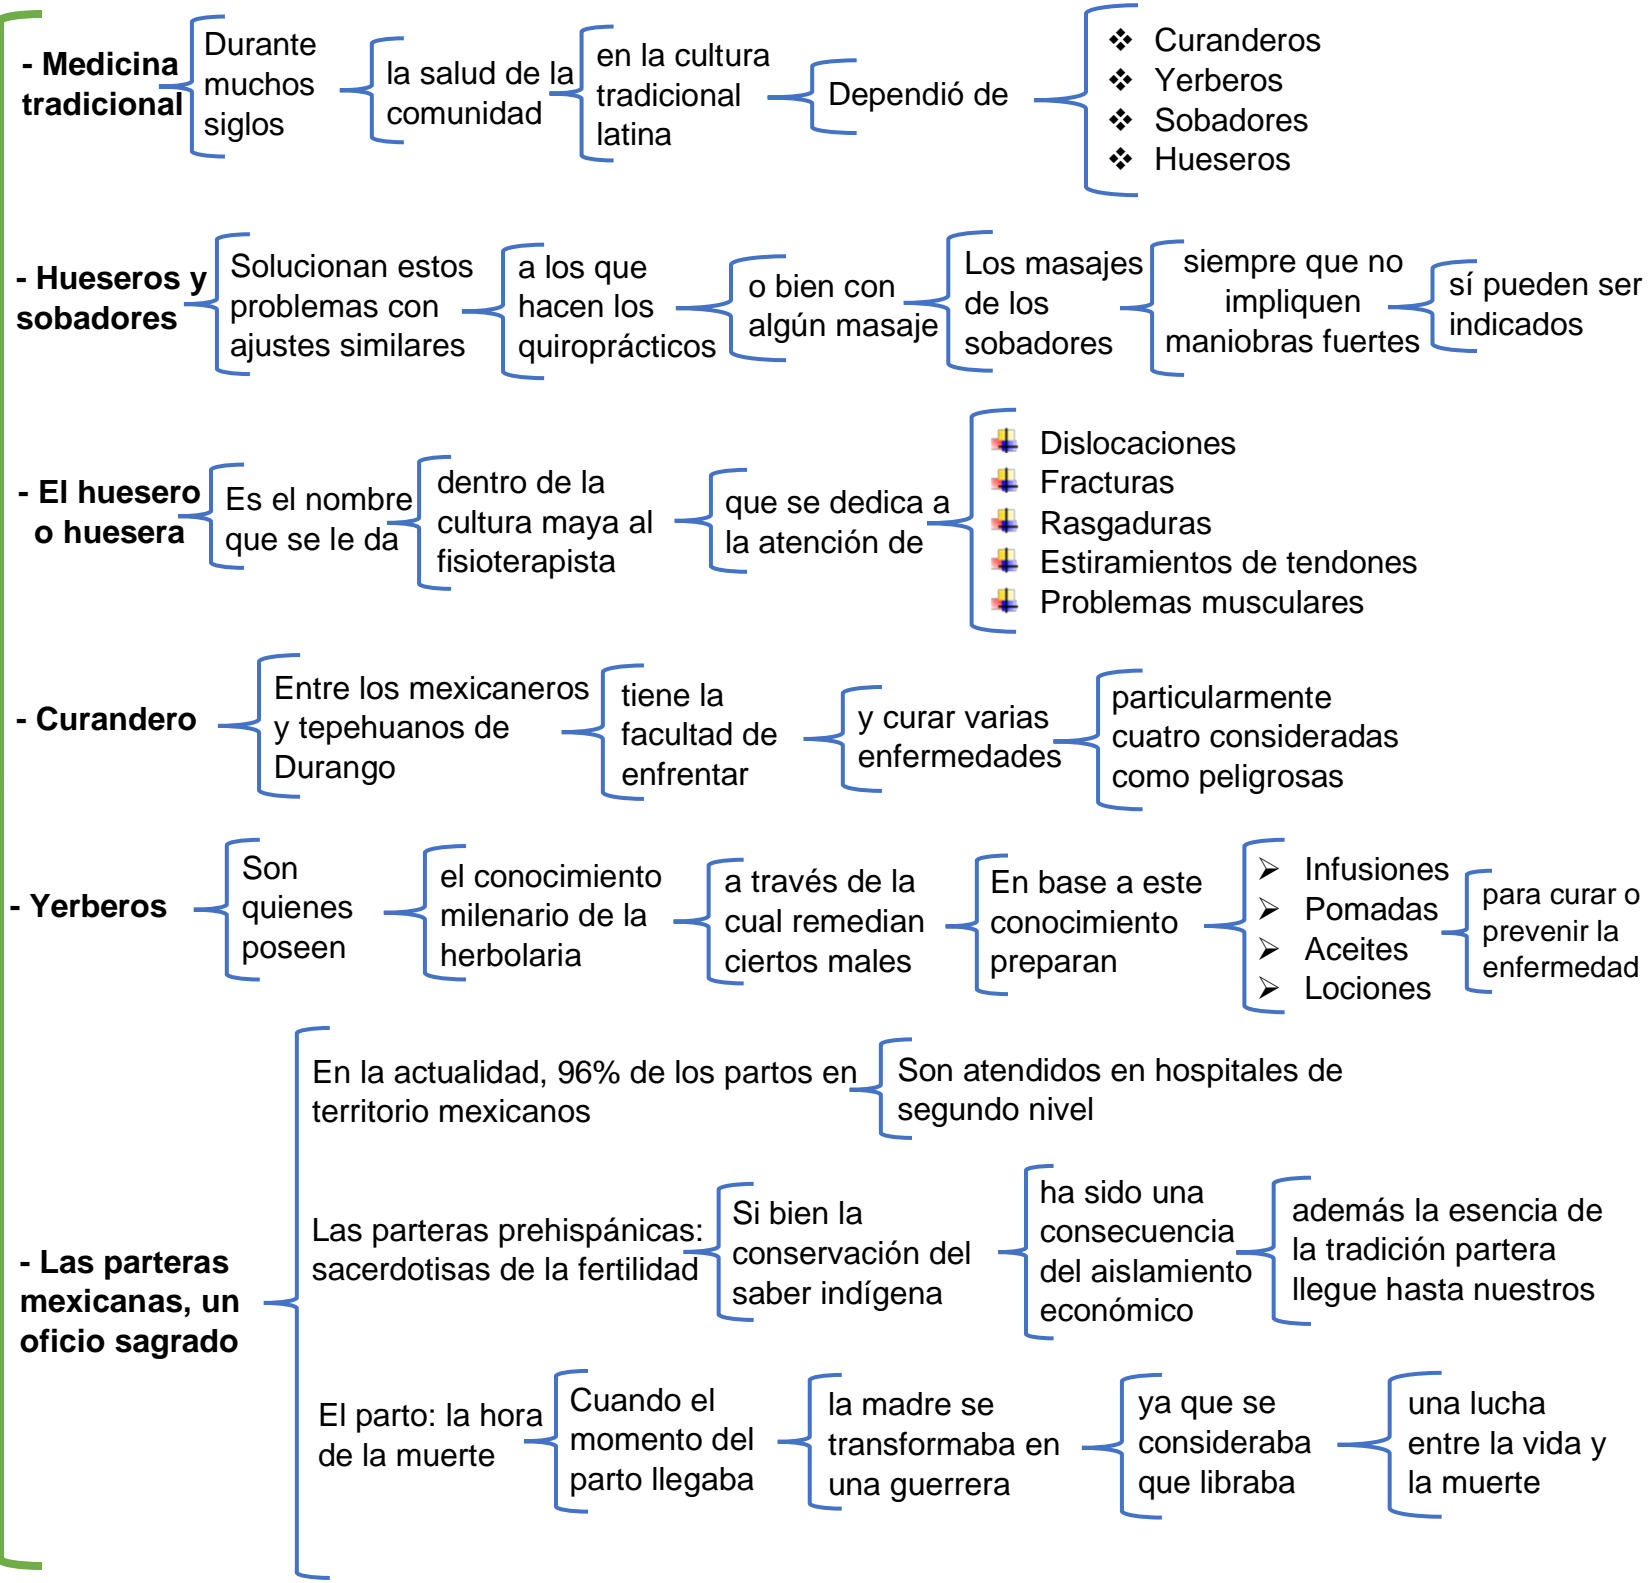 - Medicina
tradicional
Durante
muchos
siglos
la salud de la
comunidad
en la cultura
tradicional
latina
Dependió de
❖ Curanderos
❖ Yerberos
❖ Sobadores
❖ Hueseros
- Hueseros y
sobadores
Solucionan estos
problemas con
ajustes similares
a los que
hacen los
quiroprácticos
o bien con
algún masaje
Los masajes
de los
sobadores
siempre que no
impliquen
maniobras fuertes
sí pueden ser
indicados
- El huesero
o huesera
Es el nombre
que se le da
dentro de la
cultura maya al
fisioterapista
que se dedica a
la atención de
Dislocaciones
Fracturas
Rasgaduras
Estiramientos de tendones
Problemas musculares
- Curandero
Entre los mexicaneros
y tepehuanos de
Durango
tiene la
facultad de
enfrentar
y curar varias
enfermedades
particularmente
cuatro consideradas
como peligrosas
- Yerberos
Son
quienes
poseen
el conocimiento
milenario de la
herbolaria
a través de la
cual remedian
ciertos males
En base a este
conocimiento
preparan
➢ Infusiones
➢ Pomadas
➢ Aceites
➢ Lociones
para curar o
prevenir la
enfermedad
- Las parteras
mexicanas, un
oficio sagrado
En la actualidad, 96% de los partos en
territorio mexicanos
Son atendidos en hospitales de
segundo nivel
Las parteras prehispánicas:
sacerdotisas de la fertilidad
Si bien la
conservación del
saber indígena
ha sido una
consecuencia
del aislamiento
económico
además la esencia de
la tradición partera
llegue hasta nuestros
El parto: la hora
de la muerte
Cuando el
momento del
parto llegaba
la madre se
transformaba en
una guerrera
ya que se
consideraba
que libraba
una lucha
entre la vida y
la muerte